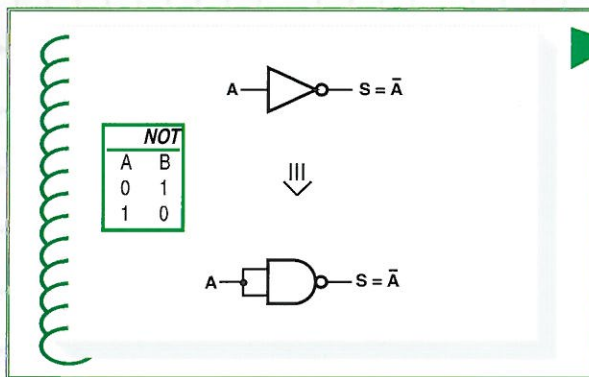 A S = Ā
NOT
A B
0 1
1 0
A S = Ā